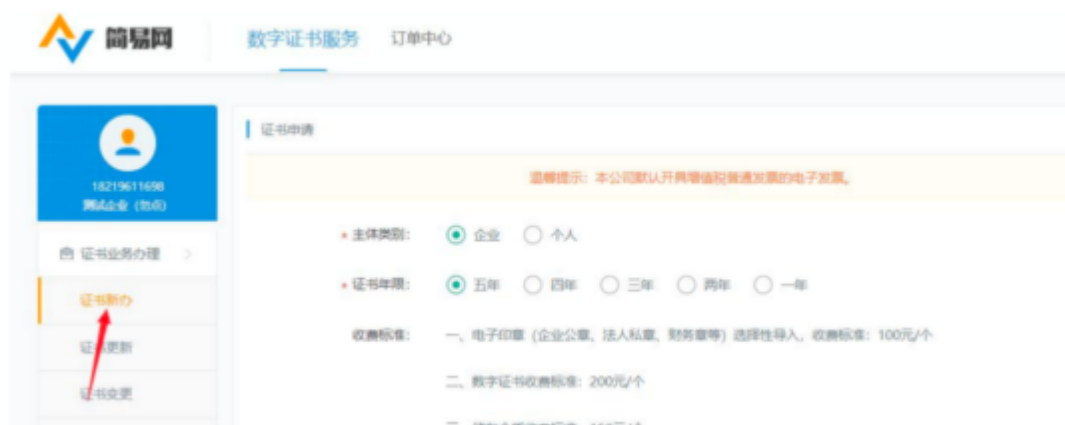 简易网
数字证书服务 订单中心
18219611698
测试企业（勿点）
证书申请
温馨提示：本公司默认开具增值税普通发票的电子发票。
* 主体类别： 企业 个人
证书业务办理 >
* 证书年限： 五年 四年 三年 两年 一年
证书新办
收费标准： 一、电子印章（企业公章、法人私章、财务章等）选择性导入，收费标准：100元/个
证书更新
二、数字证书收费标准：200元/个
证书变更